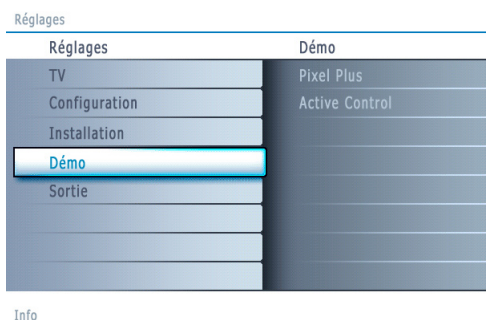 Réglages
Réglages Démo
TV Pixel Plus
Configuration Active Control
Installation
Démo
Sortie
Info